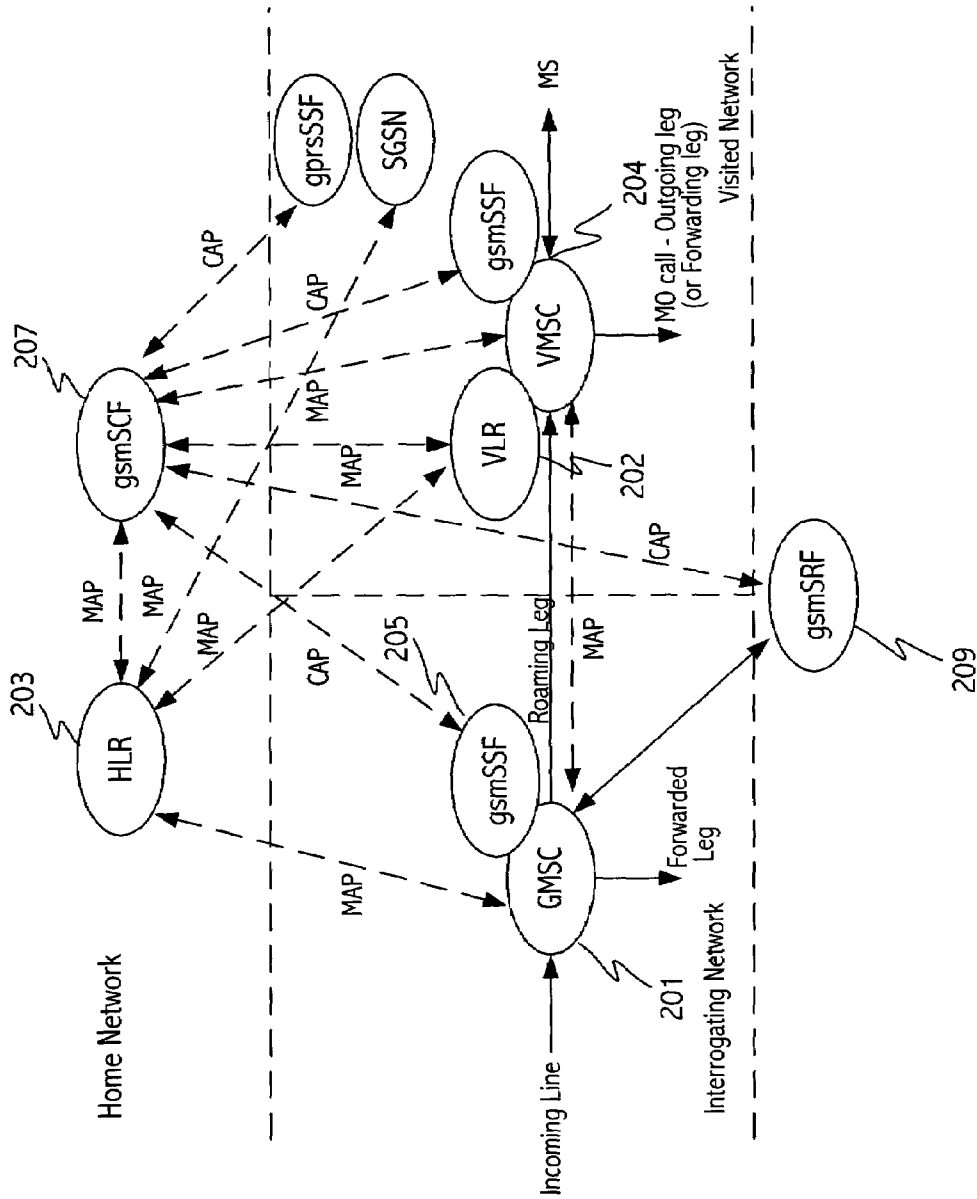 Home Network
203
HLR
MAP
207
gsmSCF
MAP
MAP
MAP
CAP
MAP
CAP
MAP
CAP
gprsSSF
SGSN
205
gsmSSF
GMSC
201
Incoming Line
Forwarded
Leg
Interrogating Network
Roaming Leg
MAP
VLR
202
VMSC
gsmSSF
204
MS
MO call - Outgoing leg
(or Forwarding leg)
Visited Network
CAP
gsmSRF
209